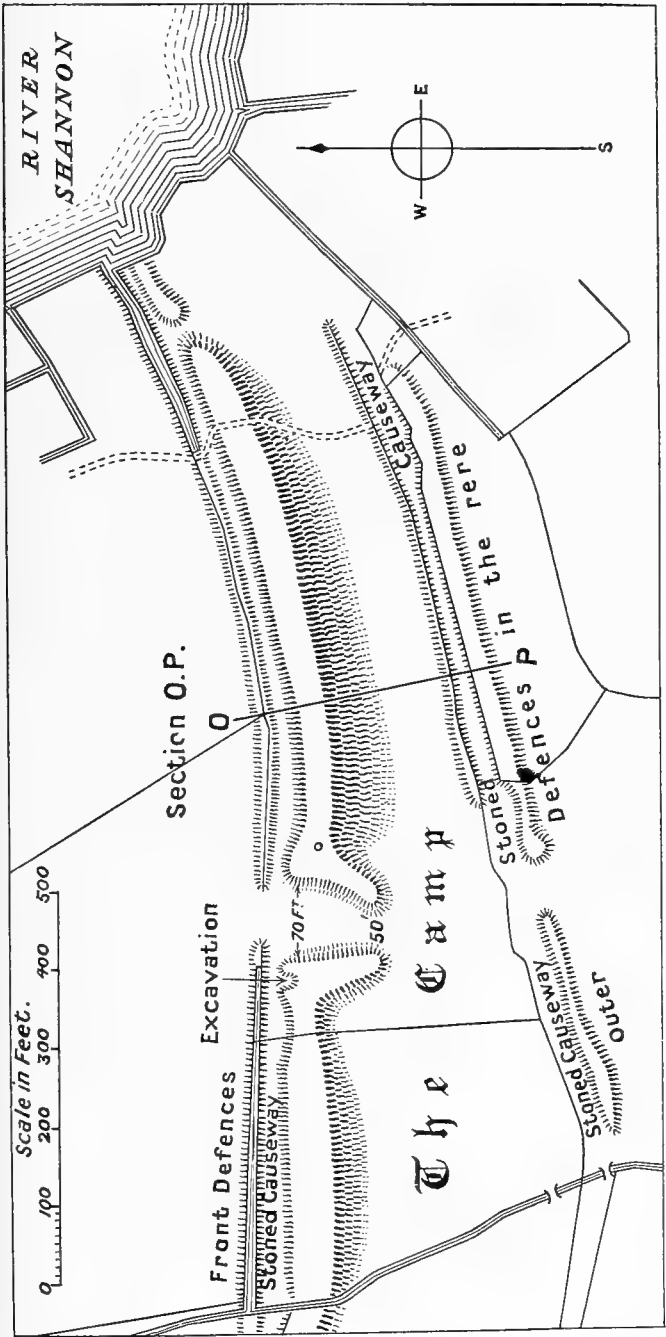 Scale in Feet.
0 100 200 300 400 500
RIVER
SHANNON
Section O.P.
O
Front Defences
Excavation
Stoned Causeway
70 FT
50'
The Camp
Causeway
Stoned
Defences in the rere
P
Stoned Causeway
Outer
W
E
S